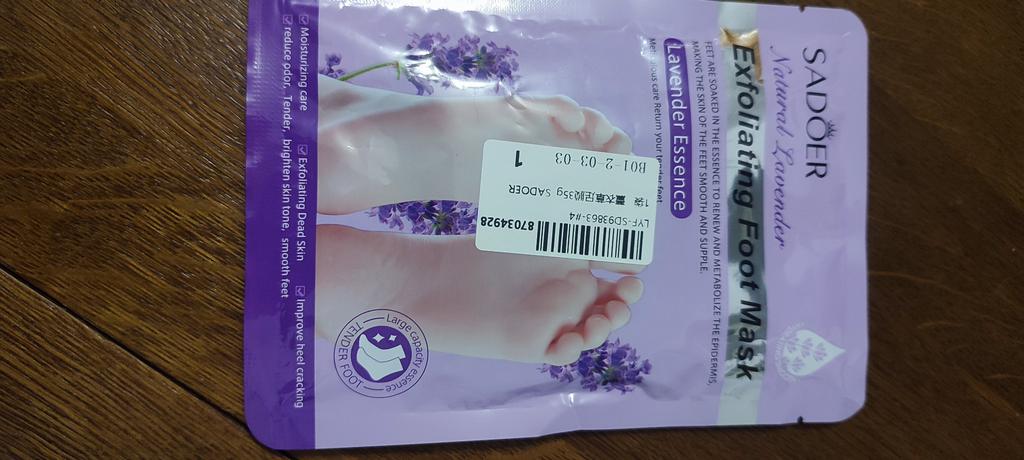 SADOER
Natural Lavender
Exfoliating Foot Mask
FEET ARE SOAKED IN THE ESSENCE TO RENEW AND METABOLIZE THE EPIDERMIS,
MAKING THE SKIN OF THE FEET SMOOTH AND SUPPLE.
Lavender Essence
care Return your tender feet
LYF-SD93863-#4
薰衣草足膜35g SADOER
B01-2-03-03
1
87034928
Large capacity essence
TENDER FOOT
Moisturizing care
Exfoliating Dead Skin
Improve heel cracking
reduce odor, Tender, brighten skin tone, smooth feet